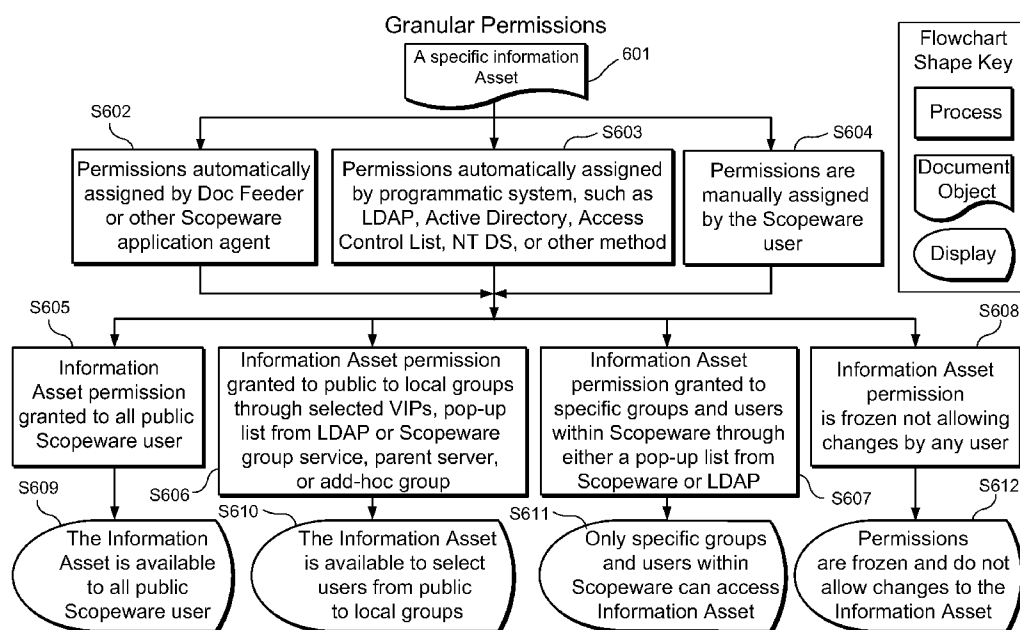 Granular Permissions
A specific information
Asset
601
Flowchart
Shape Key
Process
Document
Object
Display
S602
Permissions automatically
assigned by Doc Feeder
or other Scopeware
application agent
S603
Permissions automatically assigned
by programmatic system, such as
LDAP, Active Directory, Access
Control List, NT DS, or other method
S604
Permissions are
manually assigned
by the Scopeware
user
S605
Information
Asset permission
granted to all public
Scopeware user
Information Asset permission
granted to public to local groups
through selected VIPs, pop-up
list from LDAP or Scopeware
group service, parent server,
or add-hoc group
S606
Information Asset
permission granted to
specific groups and users
within Scopeware through
either a pop-up list from
Scopeware or LDAP
S607
S608
Information Asset
permission
is frozen not allowing
changes by any user
S609
The Information
Asset is available
to all public
Scopeware user
S610
The Information Asset
is available to select
users from public
to local groups
S611
Only specific groups
and users within
Scopeware can access
Information Asset
S612
Permissions
are frozen and do not
allow changes to the
Information Asset